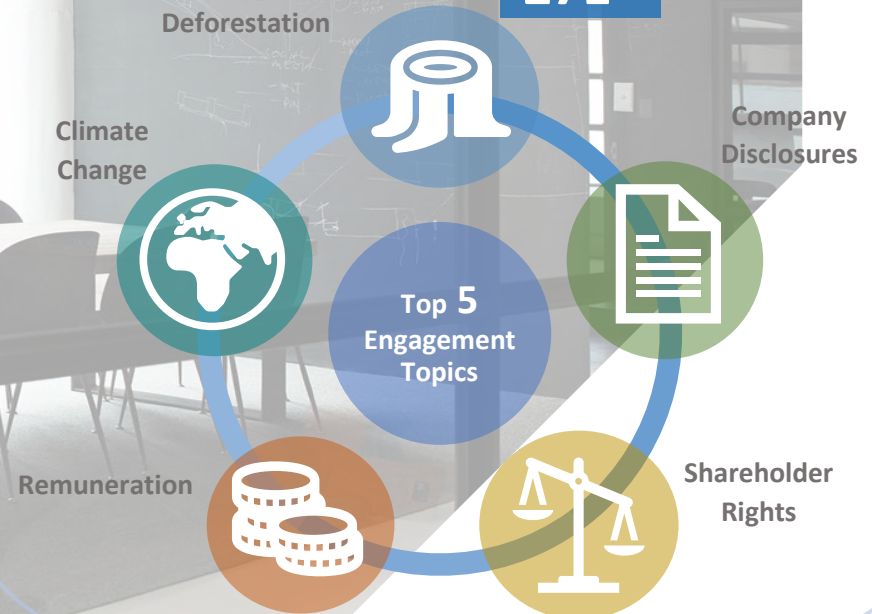 Deforestation
Climate
Change
Company
Disclosures
Top 5
Engagement
Topics
Remuneration
Shareholder
Rights